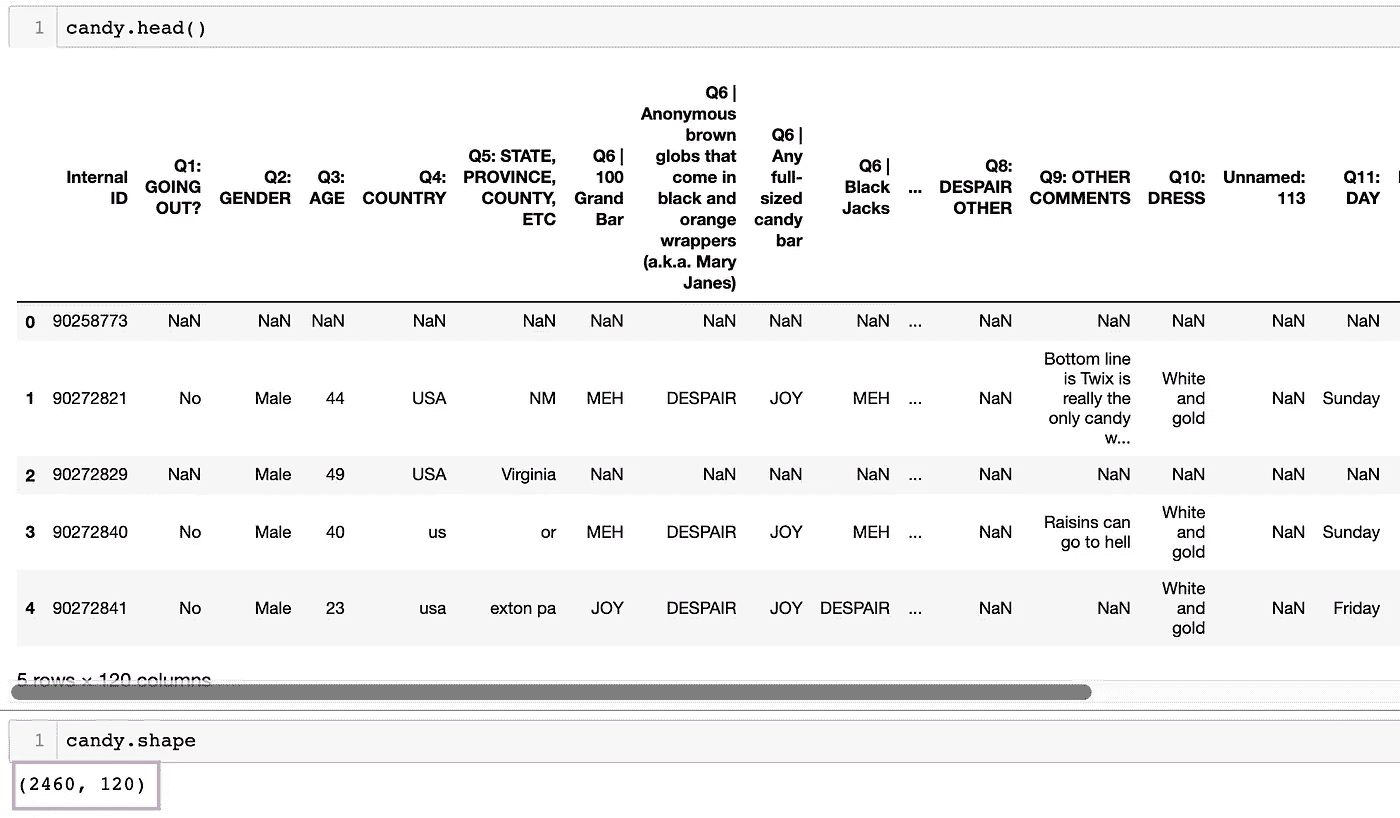 1 candy.head()
Internal ID Q1: GOING OUT? Q2: GENDER Q3: AGE Q4: COUNTRY Q5: STATE, PROVINCE, COUNTY, ETC Q6 | 100 Grand Bar Q6 | Anonymous brown globs that come in black and orange wrappers (a.k.a. Mary Janes) Q6 | Any full-sized candy bar Q6 | Black Jacks ... Q8: DESPAIR OTHER Q9: OTHER COMMENTS Q10: DRESS Unnamed: 113 Q11: DAY
0 90258773 NaN NaN NaN NaN NaN NaN NaN NaN NaN ... NaN NaN NaN NaN NaN
1 90272821 No Male 44 USA NM MEH DESPAIR JOY MEH ... NaN Bottom line is Twix is really the only candy w... White and gold NaN Sunday
2 90272829 NaN Male 49 USA Virginia NaN NaN NaN NaN ... NaN NaN NaN NaN NaN
3 90272840 No Male 40 us or MEH DESPAIR JOY MEH ... NaN Raisins can go to hell White and gold NaN Sunday
4 90272841 No Male 23 usa exton pa JOY DESPAIR JOY DESPAIR ... NaN NaN White and gold NaN Friday
5 rows × 120 columns
1 candy.shape
(2460, 120)